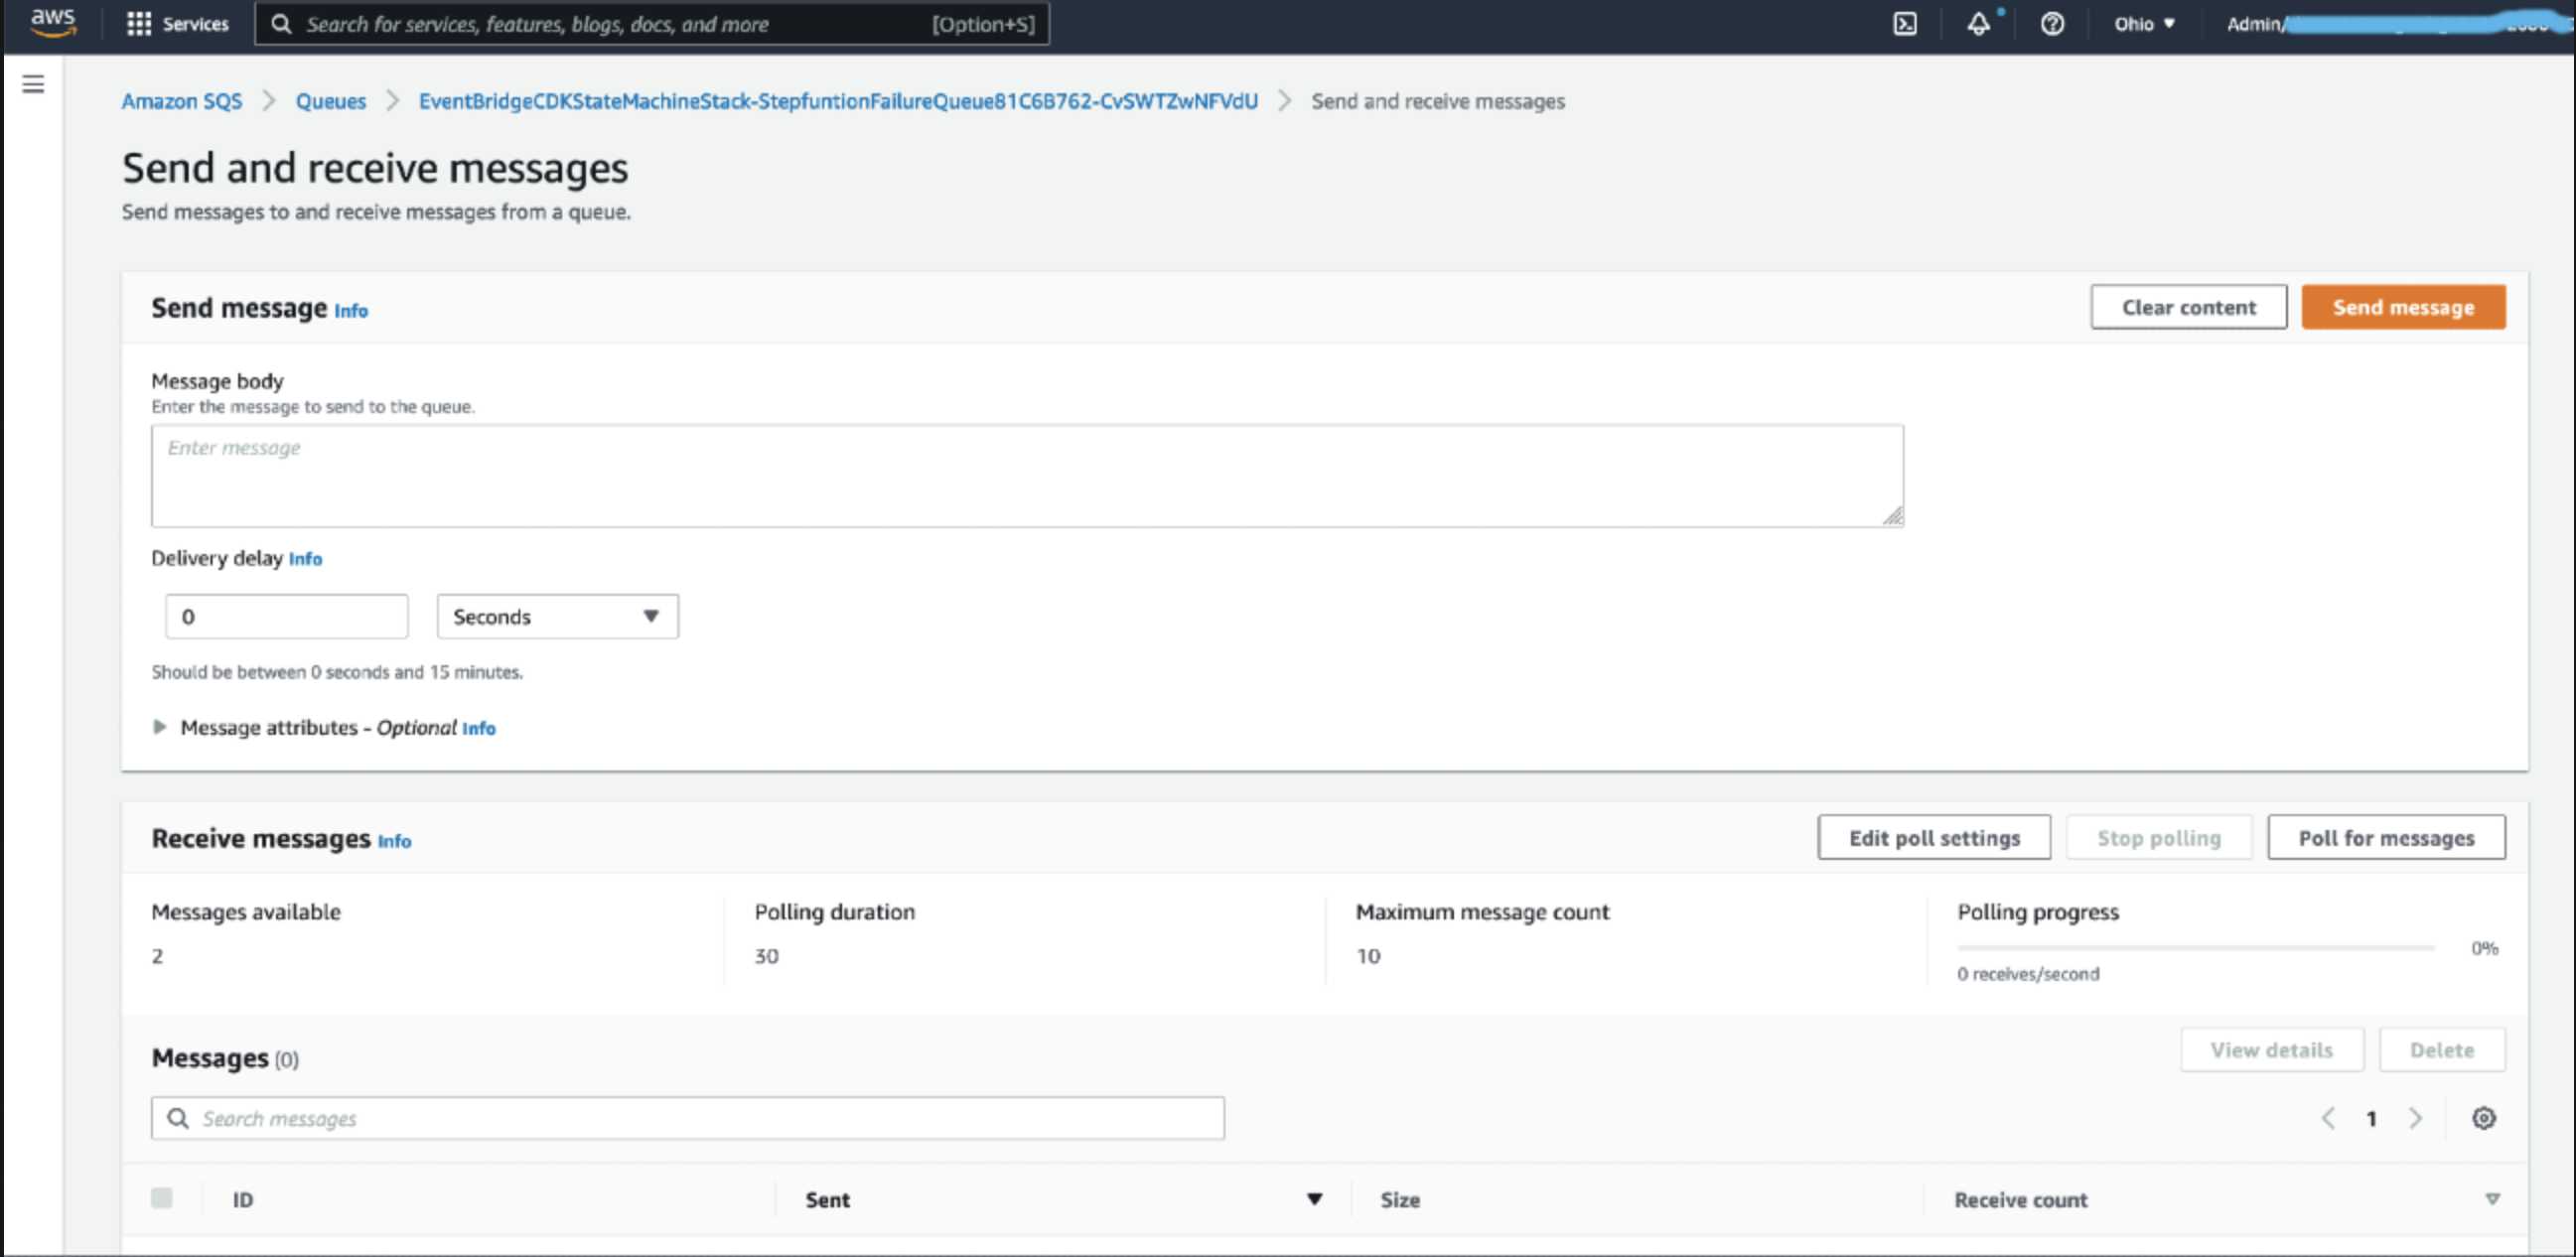 aws Services Search for services, features, blogs, docs, and more [Option+S] Ohio Admin/
Amazon SQS Queues EventBridgeCDKStateMachineStack-StepfuntionFailureQueue81C6B762-CvSWTZwNFVdU Send and receive messages
Send and receive messages
Send messages to and receive messages from a queue.
Send message Info Clear content Send message
Message body
Enter the message to send to the queue.
Enter message
Delivery delay Info
0 Seconds
Should be between 0 seconds and 15 minutes.
Message attributes - Optional Info
Receive messages Info Edit poll settings Stop polling Poll for messages
Messages available Polling duration Maximum message count Polling progress
2 30 10 0%
0 receives/second
Messages (0) View details Delete
Search messages 1
ID Sent Size Receive count